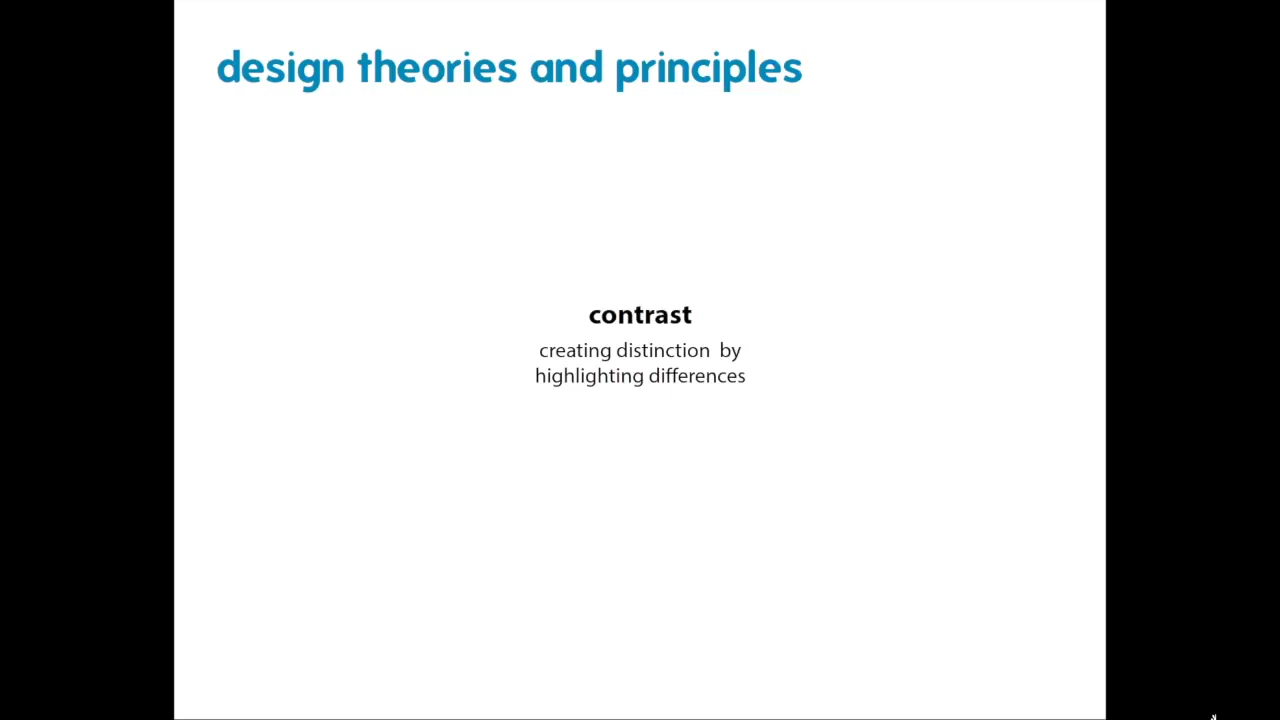 design theories and principles
contrast
creating distinction  by
highlighting differences